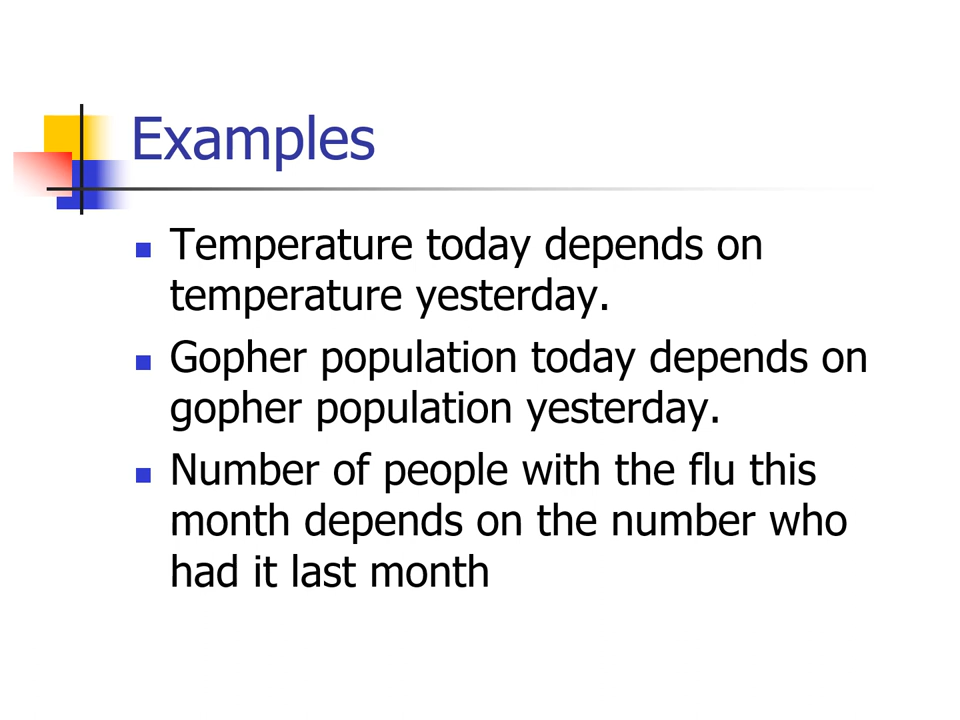 Examples
Temperature today depends on
temperature yesterday.
Gopher population today depends on
gopher population yesterday.
Number of people with the flu this
month depends on the number who
had it last month